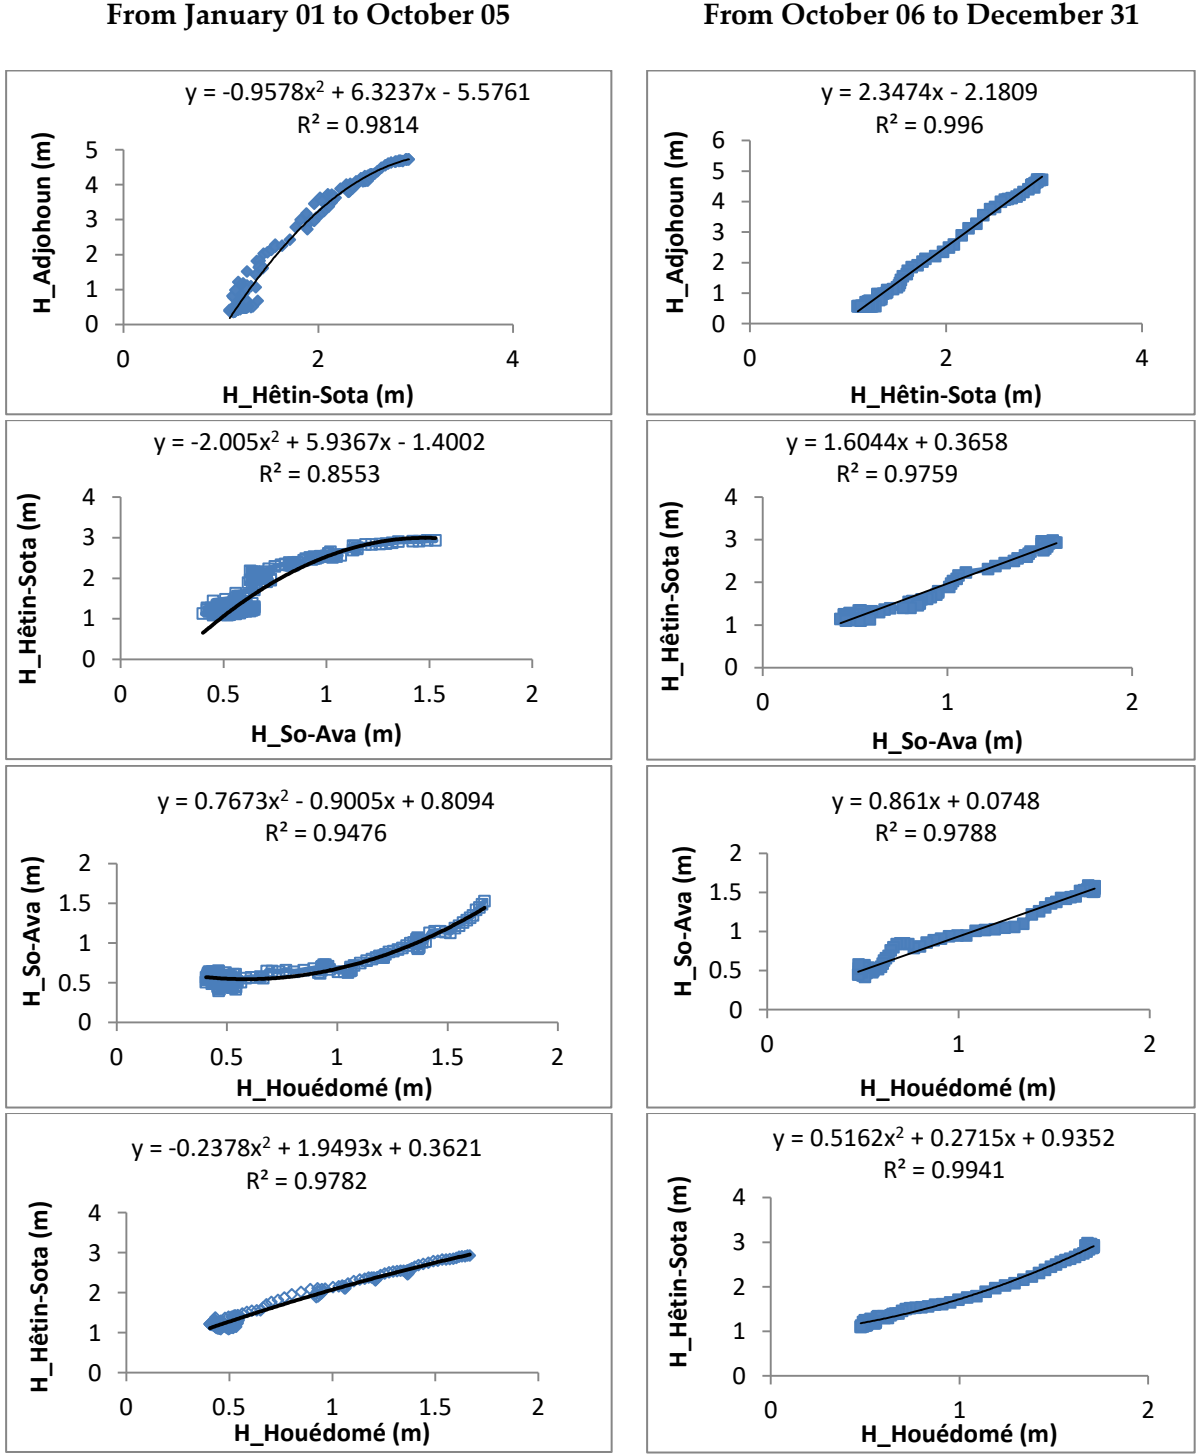 From January 01 to October 05
From October 06 to December 31
y = -0.9578x² + 6.3237x - 5.5761
R² = 0.9814
H_Adjohoun (m)
5
4
3
2
1
0
0 2 4
H_Hêtin-Sota (m)
y = 2.3474x - 2.1809
R² = 0.996
H_Adjohoun (m)
6
5
4
3
2
1
0
0 2 4
H_Hêtin-Sota (m)
y = -2.005x² + 5.9367x - 1.4002
R² = 0.8553
H_Hêtin-Sota (m)
4
3
2
1
0
0 0.5 1 1.5 2
H_So-Ava (m)
y = 1.6044x + 0.3658
R² = 0.9759
H_Hêtin-Sota (m)
4
3
2
1
0
0 1 2
H_So-Ava (m)
y = 0.7673x² - 0.9005x + 0.8094
R² = 0.9476
H_So-Ava (m)
2
1.5
1
0.5
0
0 0.5 1 1.5 2
H_Houédomé (m)
y = 0.861x + 0.0748
R² = 0.9788
H_So-Ava (m)
2
1.5
1
0.5
0
0 1 2
H_Houédomé (m)
y = -0.2378x² + 1.9493x + 0.3621
R² = 0.9782
H_Hêtin-Sota (m)
4
3
2
1
0
0 0.5 1 1.5 2
H_Houédomé (m)
y = 0.5162x² + 0.2715x + 0.9352
R² = 0.9941
H_Hêtin-Sota (m)
4
3
2
1
0
0 1 2
H_Houédomé (m)